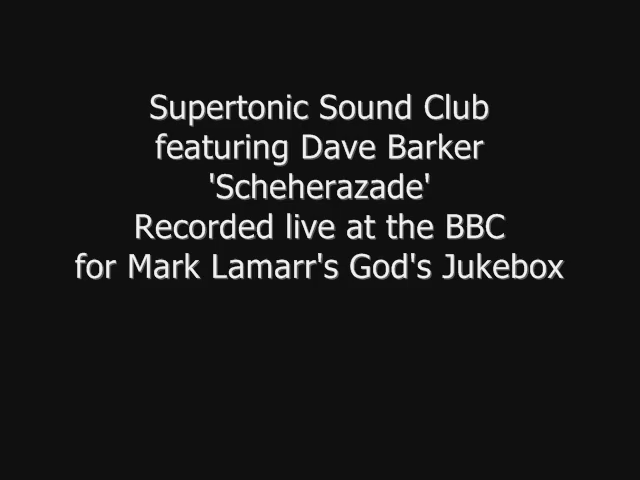 Supertonic Sound Club
featuring Dave Barker
'Scheherazade'
Recorded live at the BBC
for Mark Lamarr's God's Jukebox